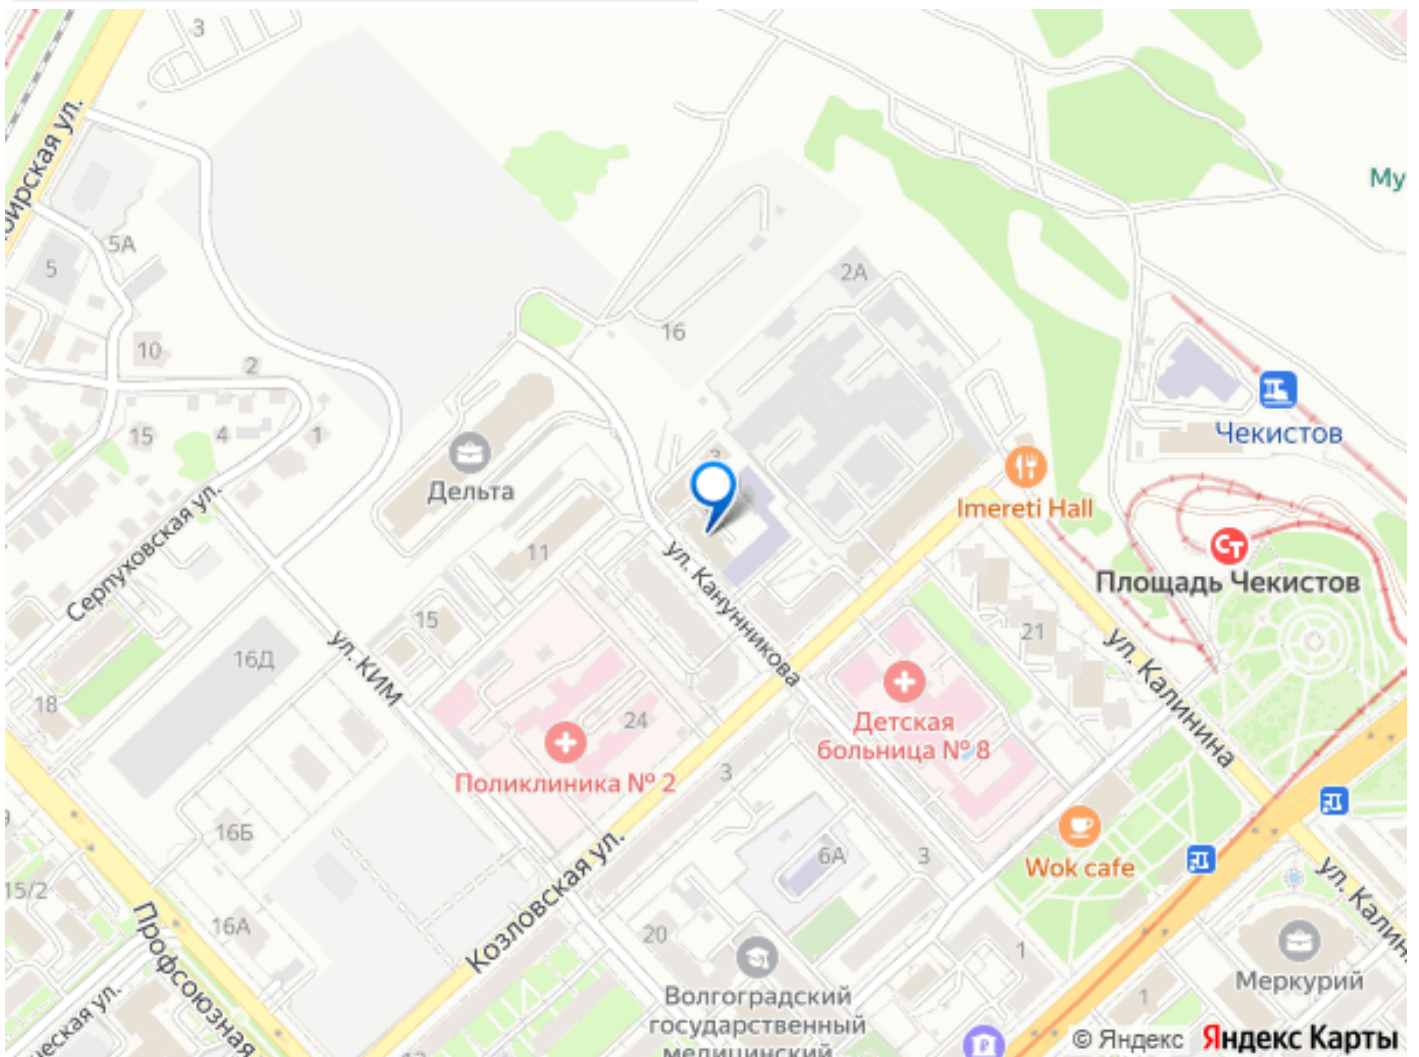 3
5А
5
10
2
15
4
1
2А
16
Дельта
11
15
Чекистов
Imereti Hall
Площадь Чекистов
ул. Канунникова
Серпуховская ул.
ул. КИМ
16Д
18
24
Поликлиника № 2
Детская
больница № 8
21
ул. Калинина
3
6А
3
Wok cafe
16Б
15/2
16А
Козловская ул.
Профсоюзная
20
Волгоградский
государственный
медицинский
1
ул. Калинин
Меркурий
1
© Яндекс Яндекс Карты